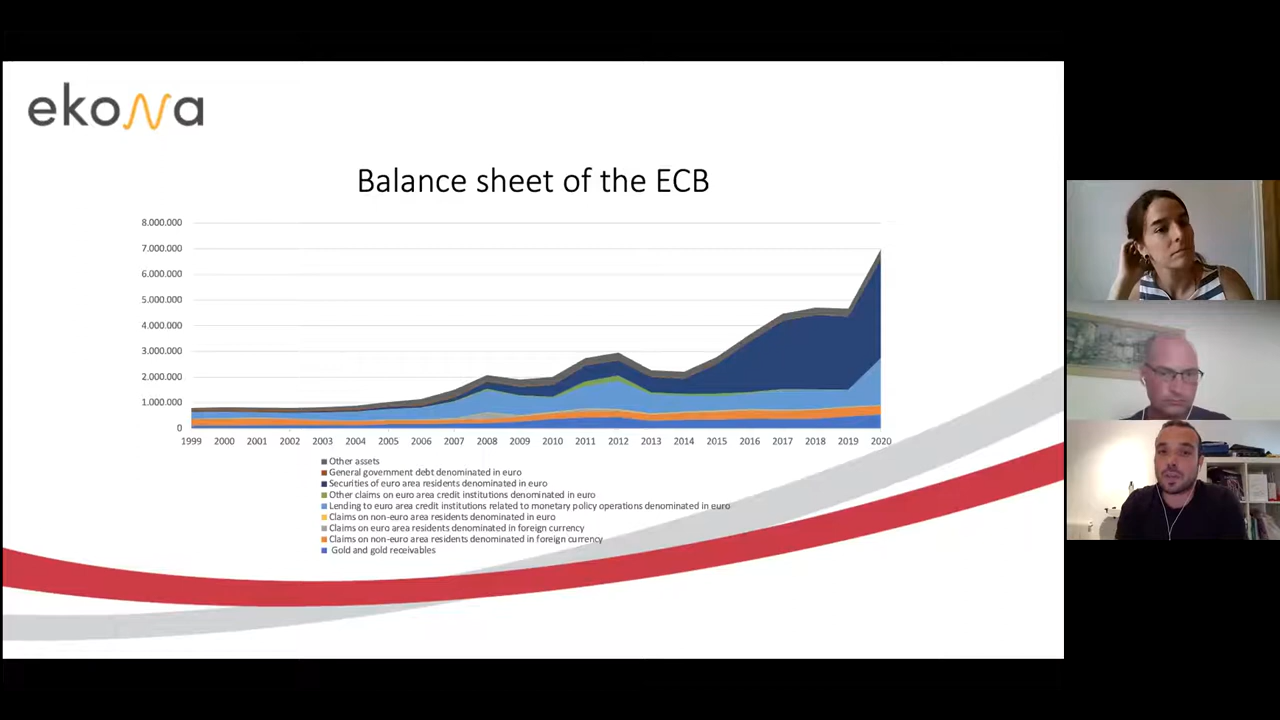 ekona
Balance sheet of the ECB
8.000.000
7.000.000
6.000.000
5.000.000
4.000.000
3.000.000
2.000.000
1.000.000
0
1999 2000 2001 2002 2003 2004 2005 2006 2007 2008 2009 2010 2011 2012 2013 2014 2015 2016 2017 2018 2019 2020
Other assets
General government debt denominated in euro
Securities of euro area residents denominated in euro
Other claims on euro area credit institutions denominated in euro
Lending to euro area credit institutions related to monetary policy operations denominated in euro
Claims on non-euro area residents denominated in euro
Claims on euro area residents denominated in foreign currency
Claims on non-euro area residents denominated in foreign currency
Gold and gold receivables